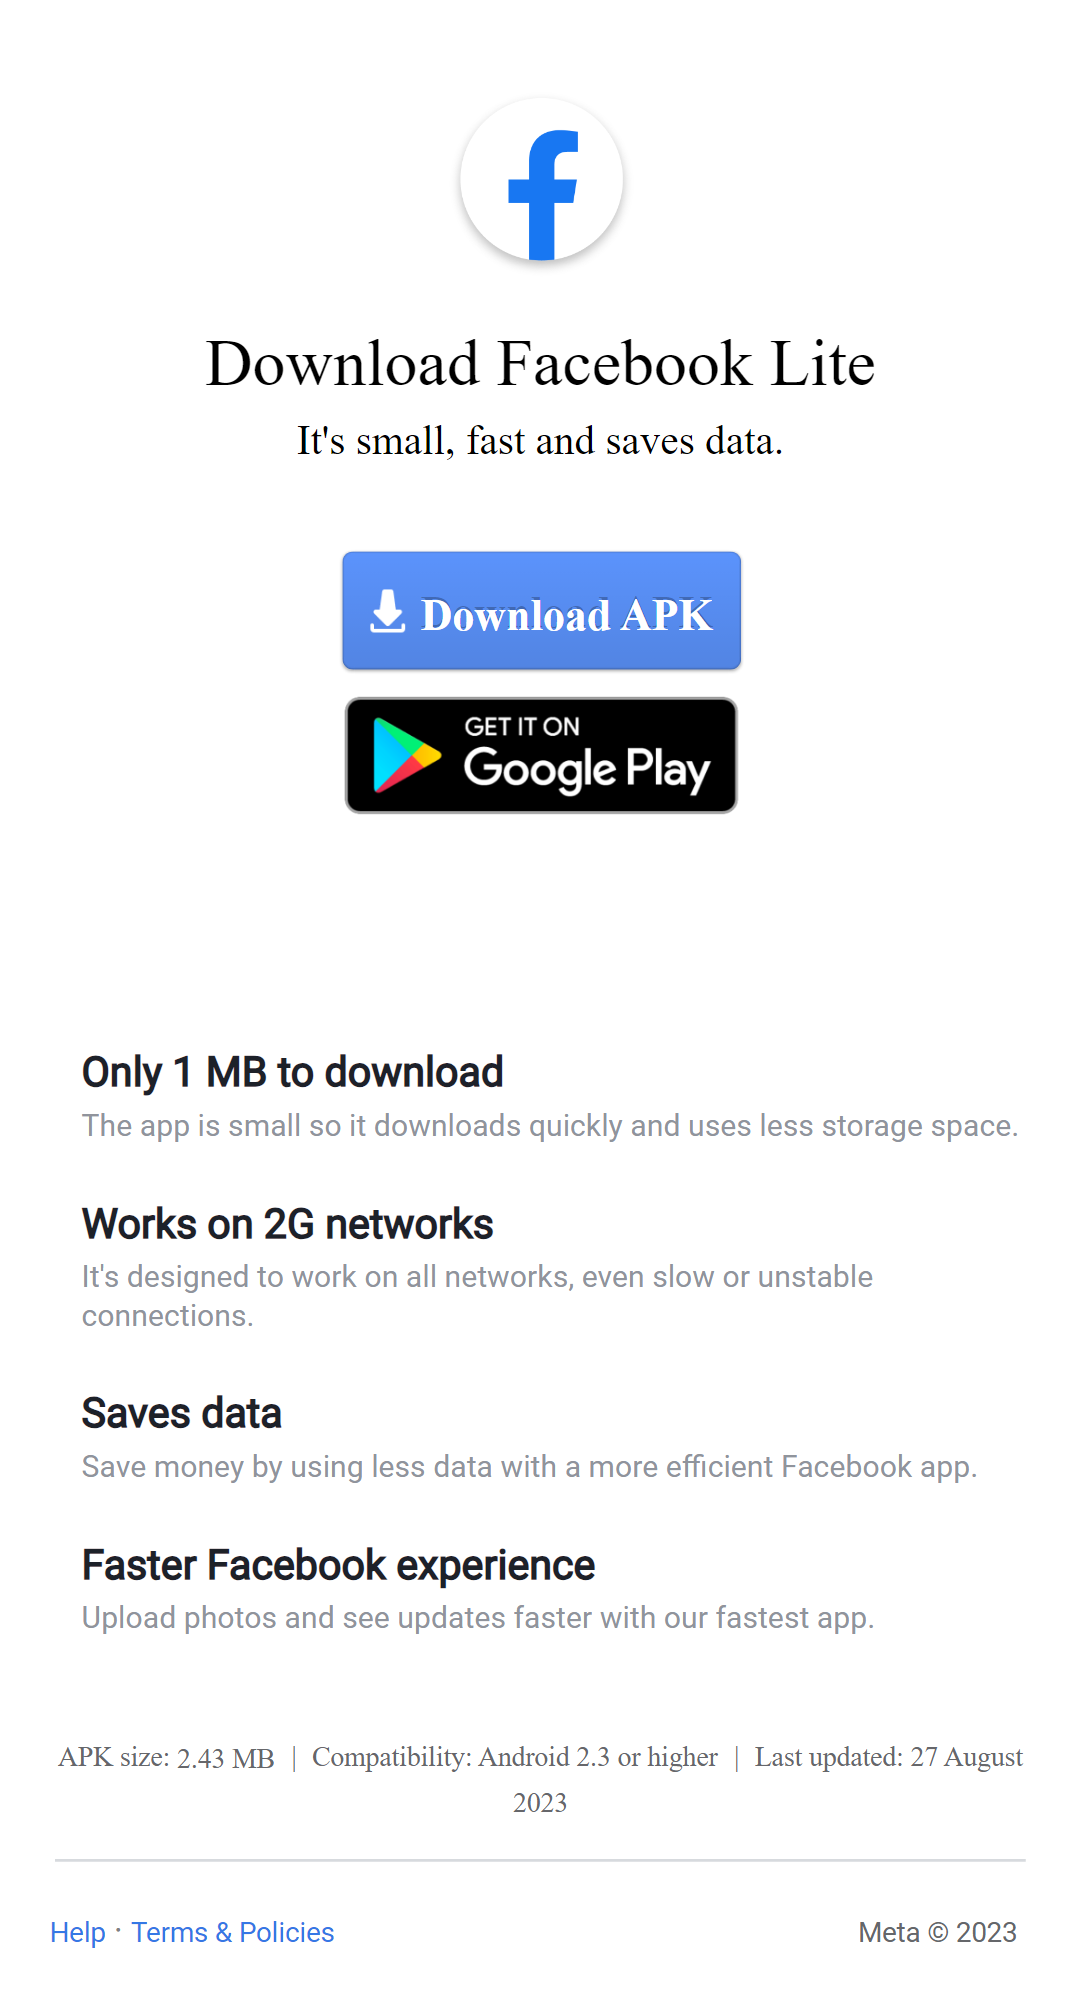 Download Facebook Lite
It's small, fast and saves data.
Download APK
GET IT ON
Google Play
Only 1 MB to download
The app is small so it downloads quickly and uses less storage space.
Works on 2G networks
It's designed to work on all networks, even slow or unstable
connections.
Saves data
Save money by using less data with a more efficient Facebook app.
Faster Facebook experience
Upload photos and see updates faster with our fastest app.
APK size: 2.43 MB | Compatibility: Android 2.3 or higher | Last updated: 27 August
2023
Help · Terms & Policies Meta © 2023